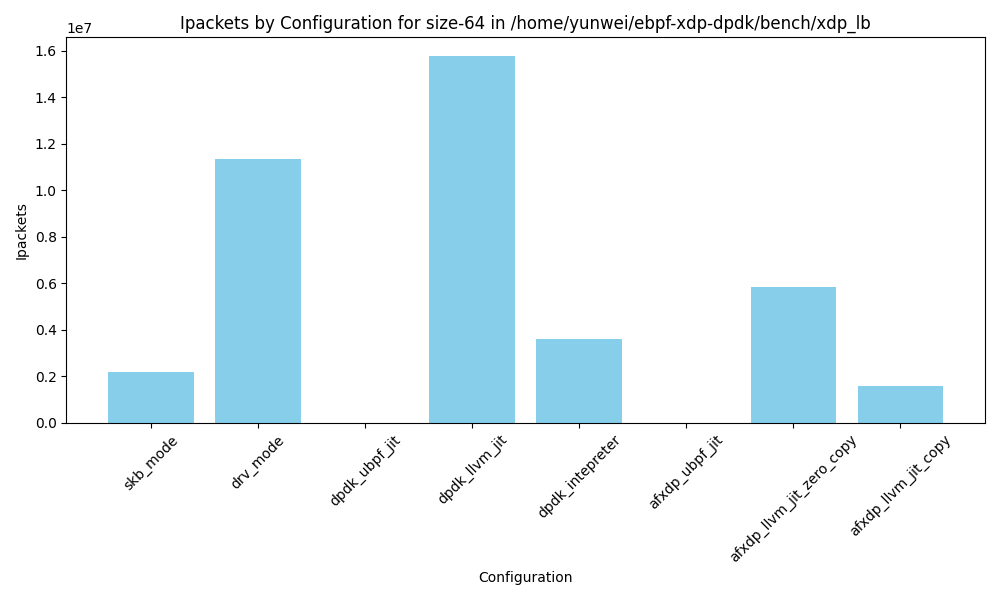 Ipackets by Configuration for size-64 in /home/yunwei/ebpf-xdp-dpdk/bench/xdp_lb
1e7
1.6
1.4
1.2
1.0
0.8
0.6
0.4
0.2
0.0
Ipackets
skb_mode
drv_mode
dpdk_ubpf_jit
dpdk_llvm_jit
dpdk_intepreter
afxdp_ubpf_jit
afxdp_llvm_jit_zero_copy
afxdp_llvm_jit_copy
Configuration